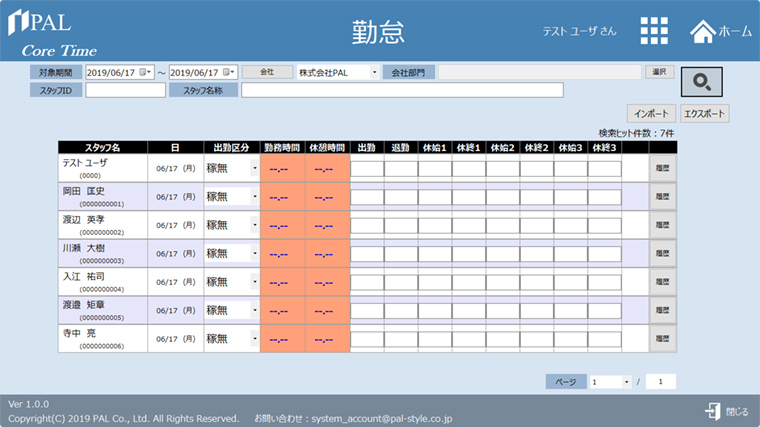 PAL
Core Time
勤怠
テスト ユーザ さん
ホーム
対象期間 2019/06/17 ～ 2019/06/17 会社 株式会社PAL 会社部門 選択
スタッフID スタッフ名称
インポート エクスポート
検索ヒット件数：7件
スタッフ名 日 出勤区分 勤務時間 休憩時間 出勤 退勤 休始1 休終1 休始2 休終2 休始3 休終3
テスト ユーザ 06/17 (月) 稼無 --.-- --.-- 履歴
(0000)
岡田 匡史 06/17 (月) 稼無 --.-- --.-- 履歴
(0000000001)
渡辺 英孝 06/17 (月) 稼無 --.-- --.-- 履歴
(0000000002)
川瀬 大樹 06/17 (月) 稼無 --.-- --.-- 履歴
(0000000003)
入江 祐司 06/17 (月) 稼無 --.-- --.-- 履歴
(0000000004)
渡邉 矩章 06/17 (月) 稼無 --.-- --.-- 履歴
(0000000005)
寺中 亮 06/17 (月) 稼無 --.-- --.-- 履歴
(0000000006)
ページ 1 / 1
Ver 1.0.0
Copyright(C) 2019 PAL Co., Ltd. All Rights Reserved. お問い合わせ：system_account@pal-style.co.jp
閉じる